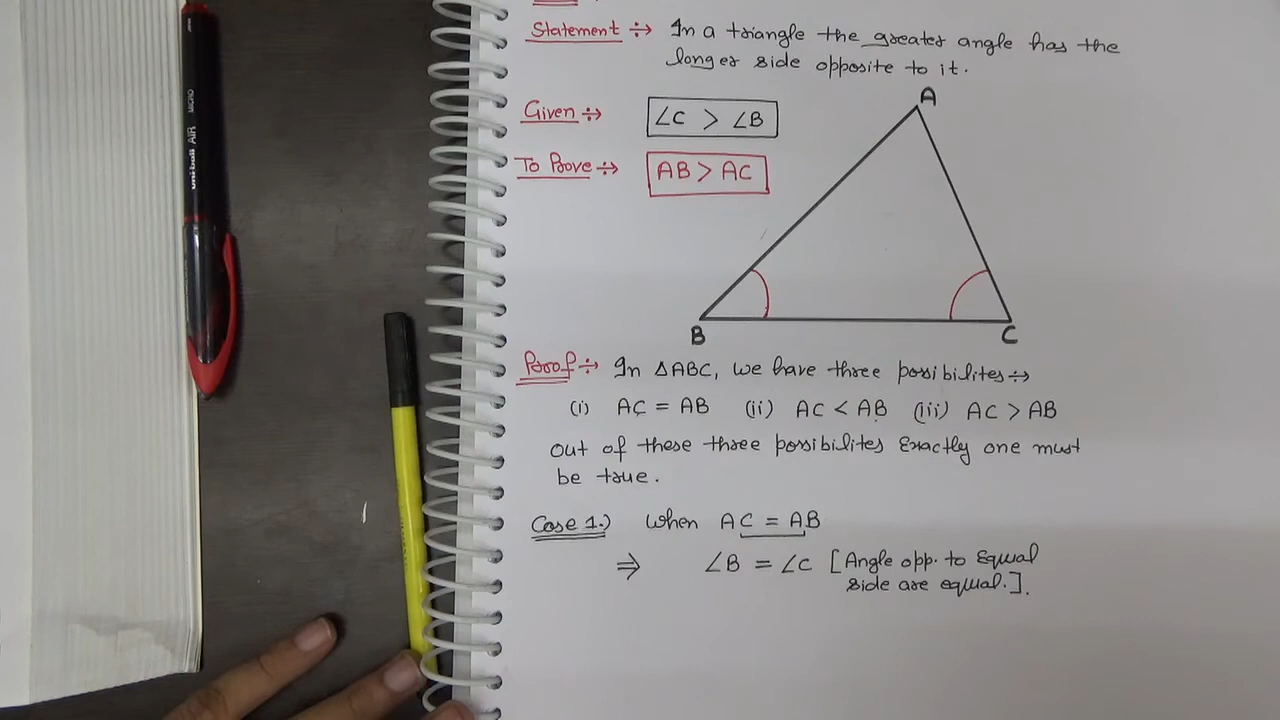 Statement ÷→ In a triangle the greater angle has the
longer side opposite to it.
Given ÷→ ∠C > ∠B
To Prove ÷→ AB > AC
A
B
C
Proof ÷→ In △ABC, we have three possibilites ÷→
(i) AC = AB (ii) AC < AB (iii) AC > AB
out of these three possibilites Exactly one must
be true.
Case 1.) When AC = AB
⇒ ∠B = ∠C [Angle opp. to Equal
side are equal.].
uni-ball AIR MICRO